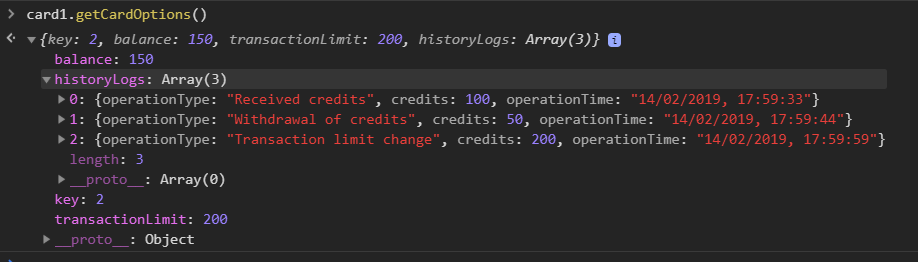 card1.getCardOptions()
{key: 2, balance: 150, transactionLimit: 200, historyLogs: Array(3)} i
balance: 150
historyLogs: Array(3)
0: {operationType: "Received credits", credits: 100, operationTime: "14/02/2019, 17:59:33"}
1: {operationType: "Withdrawal of credits", credits: 50, operationTime: "14/02/2019, 17:59:44"}
2: {operationType: "Transaction limit change", credits: 200, operationTime: "14/02/2019, 17:59:59"}
length: 3
__proto__: Array(0)
key: 2
transactionLimit: 200
__proto__: Object